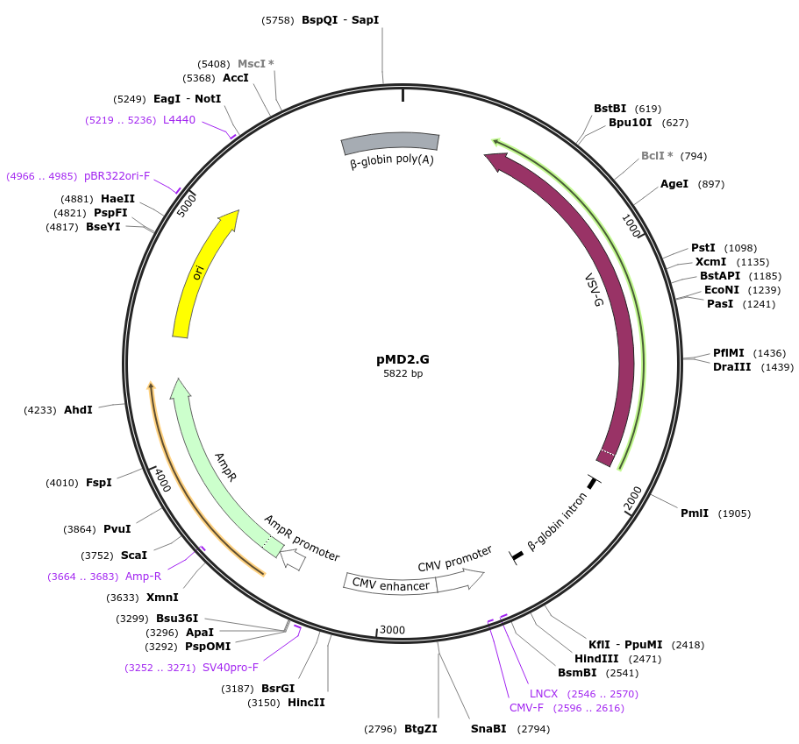 (5758) BspQI - SapI
(5408) MscI *
(5368) AccI
(5249) EagI - NotI
(5219 .. 5236) L4440
(4966 .. 4985) pBR322ori-F
(4881) HaeII
(4821) PspFI
(4817) BseYI
5000
BstBI (619)
Bpu10I (627)
BclI * (794)
AgeI (897)
1000
PstI (1098)
XcmI (1135)
BstAPI (1185)
EcoNI (1239)
PasI (1241)
PflMI (1436)
DraIII (1439)
β-globin poly(A)
VSV-G
ori
pMD2.G
5822 bp
(4233) AhdI
(4010) FspI
4000
(3864) PvuI
(3752) ScaI
(3664 .. 3683) Amp-R
(3633) XmnI
AmpR
AmpR promoter
CMV enhancer
CMV promoter
β-globin intron
2000
PmlI (1905)
(3299) Bsu36I
(3296) ApaI
(3292) PspOMI
(3252 .. 3271) SV40pro-F
(3187) BsrGI
(3150) HincII
3000
KflI - PpuMI (2418)
HindIII (2471)
BsmBI (2541)
LNCX (2546 .. 2570)
CMV-F (2596 .. 2616)
(2796) BtgZI
SnaBI (2794)